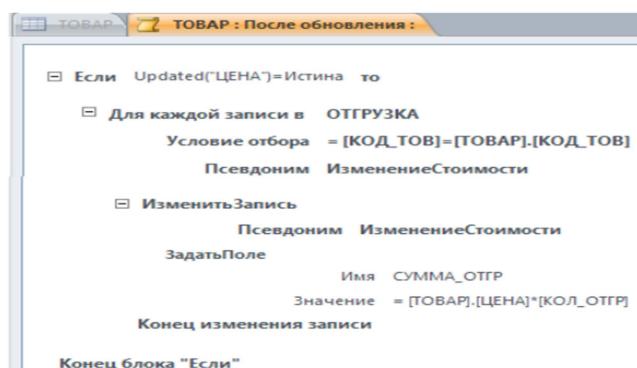 ТОВАР
ТОВАР : После обновления :
Если Updated("ЦЕНА")=Истина то
Для каждой записи в ОТГРУЗКА
Условие отбора = [КОД_ТОВ]=[ТОВАР].[КОД_ТОВ]
Псевдоним ИзменениеСтоимости
ИзменитьЗапись
Псевдоним ИзменениеСтоимости
ЗадатьПоле
Имя СУММА_ОТГР
Значение = [ТОВАР].[ЦЕНА]*[КОЛ_ОТГР]
Конец изменения записи
Конец блока "Если"